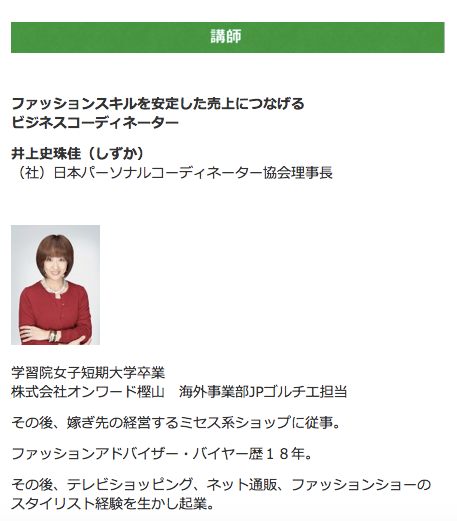 講師
ファッションスキルを安定した売上につなげる
ビジネスコーディネーター
井上史珠佳（しずか）
（社）日本パーソナルコーディネーター協会理事長
学習院女子短期大学卒業
株式会社オンワード樫山　海外事業部JPゴルチエ担当
その後、嫁ぎ先の経営するミセス系ショップに従事。
ファッションアドバイザー・バイヤー歴１８年。
その後、テレビショッピング、ネット通販、ファッションショーの
スタイリスト経験を生かし起業。